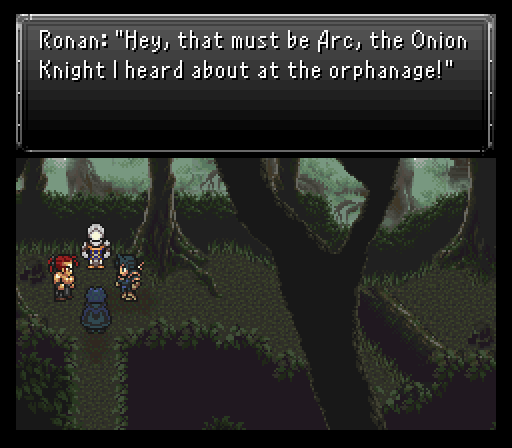 Ronan: "Hey, that must be Arc, the Onion
Knight I heard about at the orphanage!"